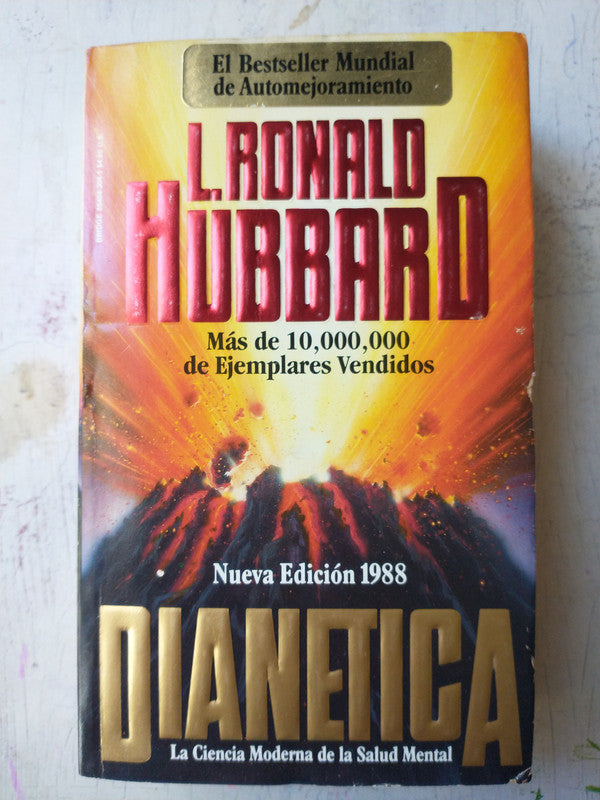 El Bestseller Mundial
de Automejoramiento
L. RONALD
HUBBARD
Más de 10,000,000
de Ejemplares Vendidos
Nueva Edición 1988
DIANETICA
La Ciencia Moderna de la Salud Mental